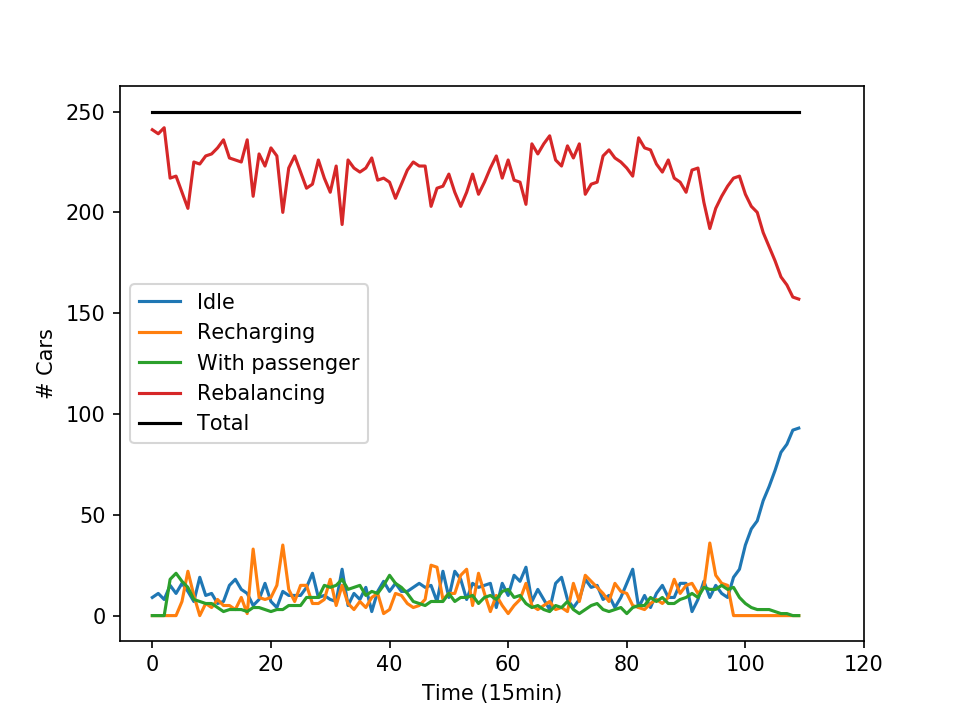 250
200
150
100
50
0
# Cars
Idle
Recharging
With passenger
Rebalancing
Total
0 20 40 60 80 100 120
Time (15min)